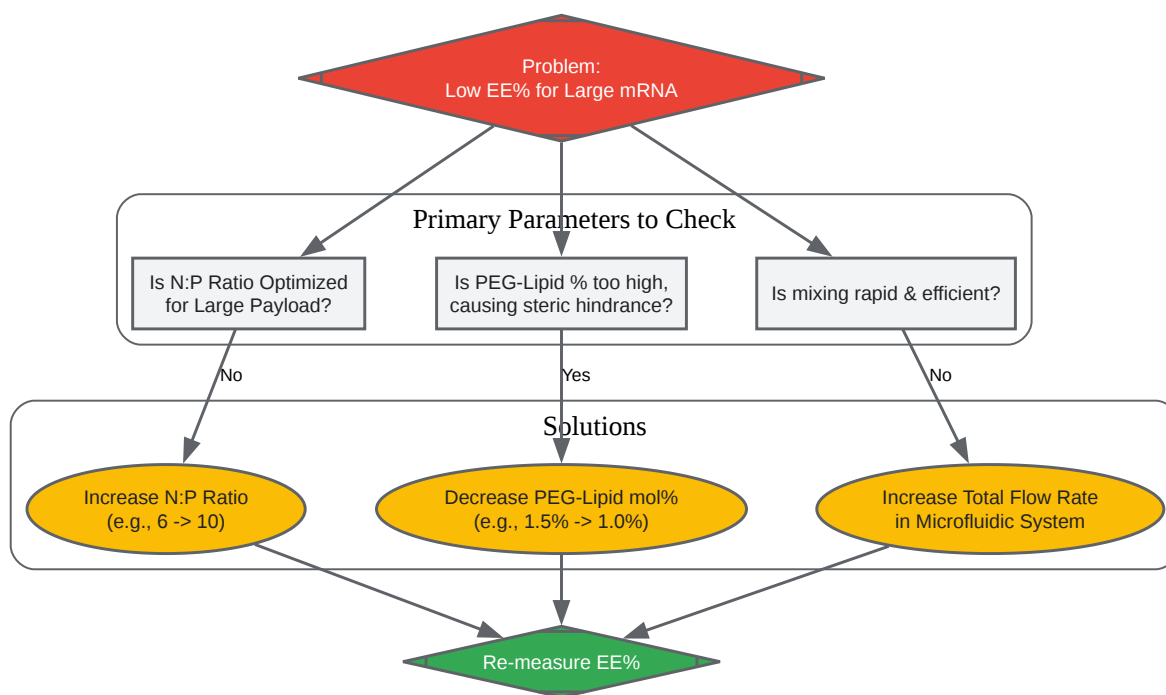 Problem:
Low EE% for Large mRNA
Primary Parameters to Check
Is N:P Ratio Optimized
for Large Payload?
Is PEG-Lipid % too high,
causing steric hindrance?
Is mixing rapid & efficient?
No
Yes
No
Solutions
Increase N:P Ratio
(e.g., 6 -> 10)
Decrease PEG-Lipid mol%
(e.g., 1.5% -> 1.0%)
Increase Total Flow Rate
in Microfluidic System
Re-measure EE%